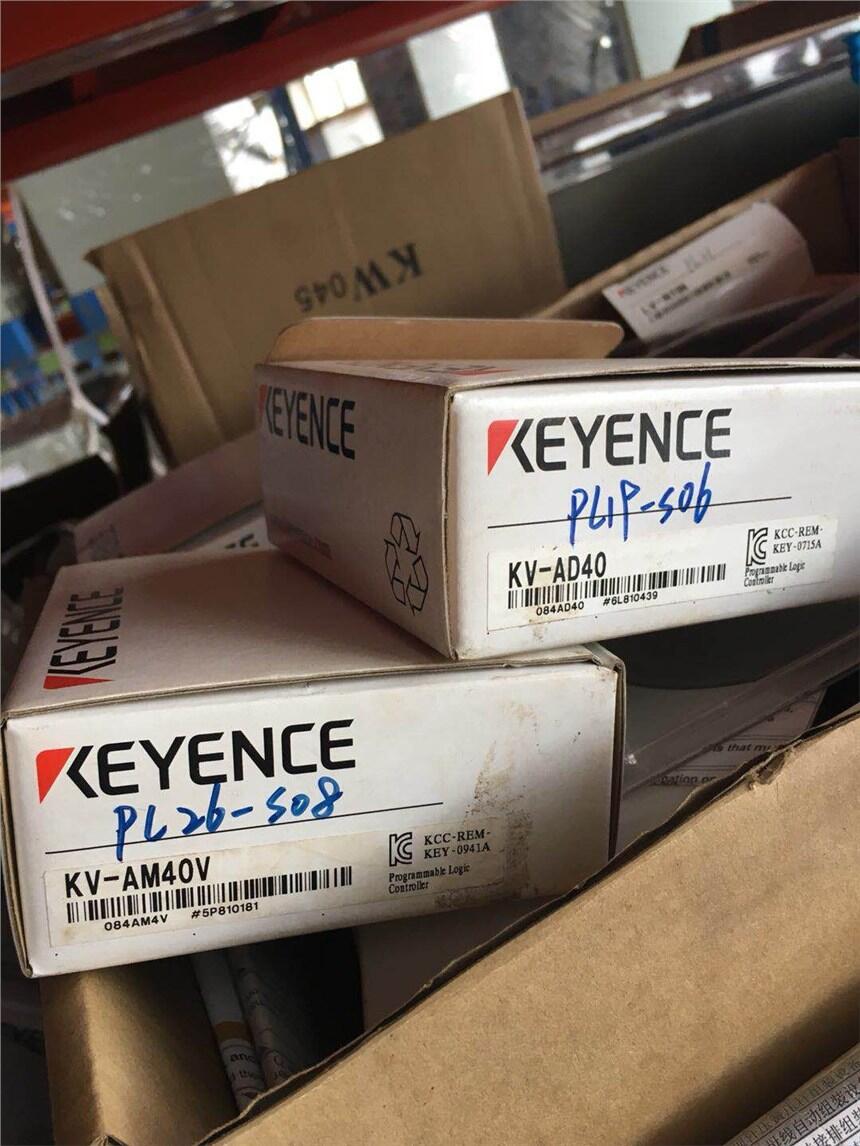 KW045
KEYENCE
KEYENCE
KEYENCE
PL1P-S06
KV-AD40
084AD40 #6L810439
KCC-REM-
KEY-0715A
Programmable Logic
Controller
KEYENCE
KEYENCE
PL26-S08
KV-AM40V
084AM4V #5P810181
KCC-REM-
KEY-0941A
Programmable Logic
Controller